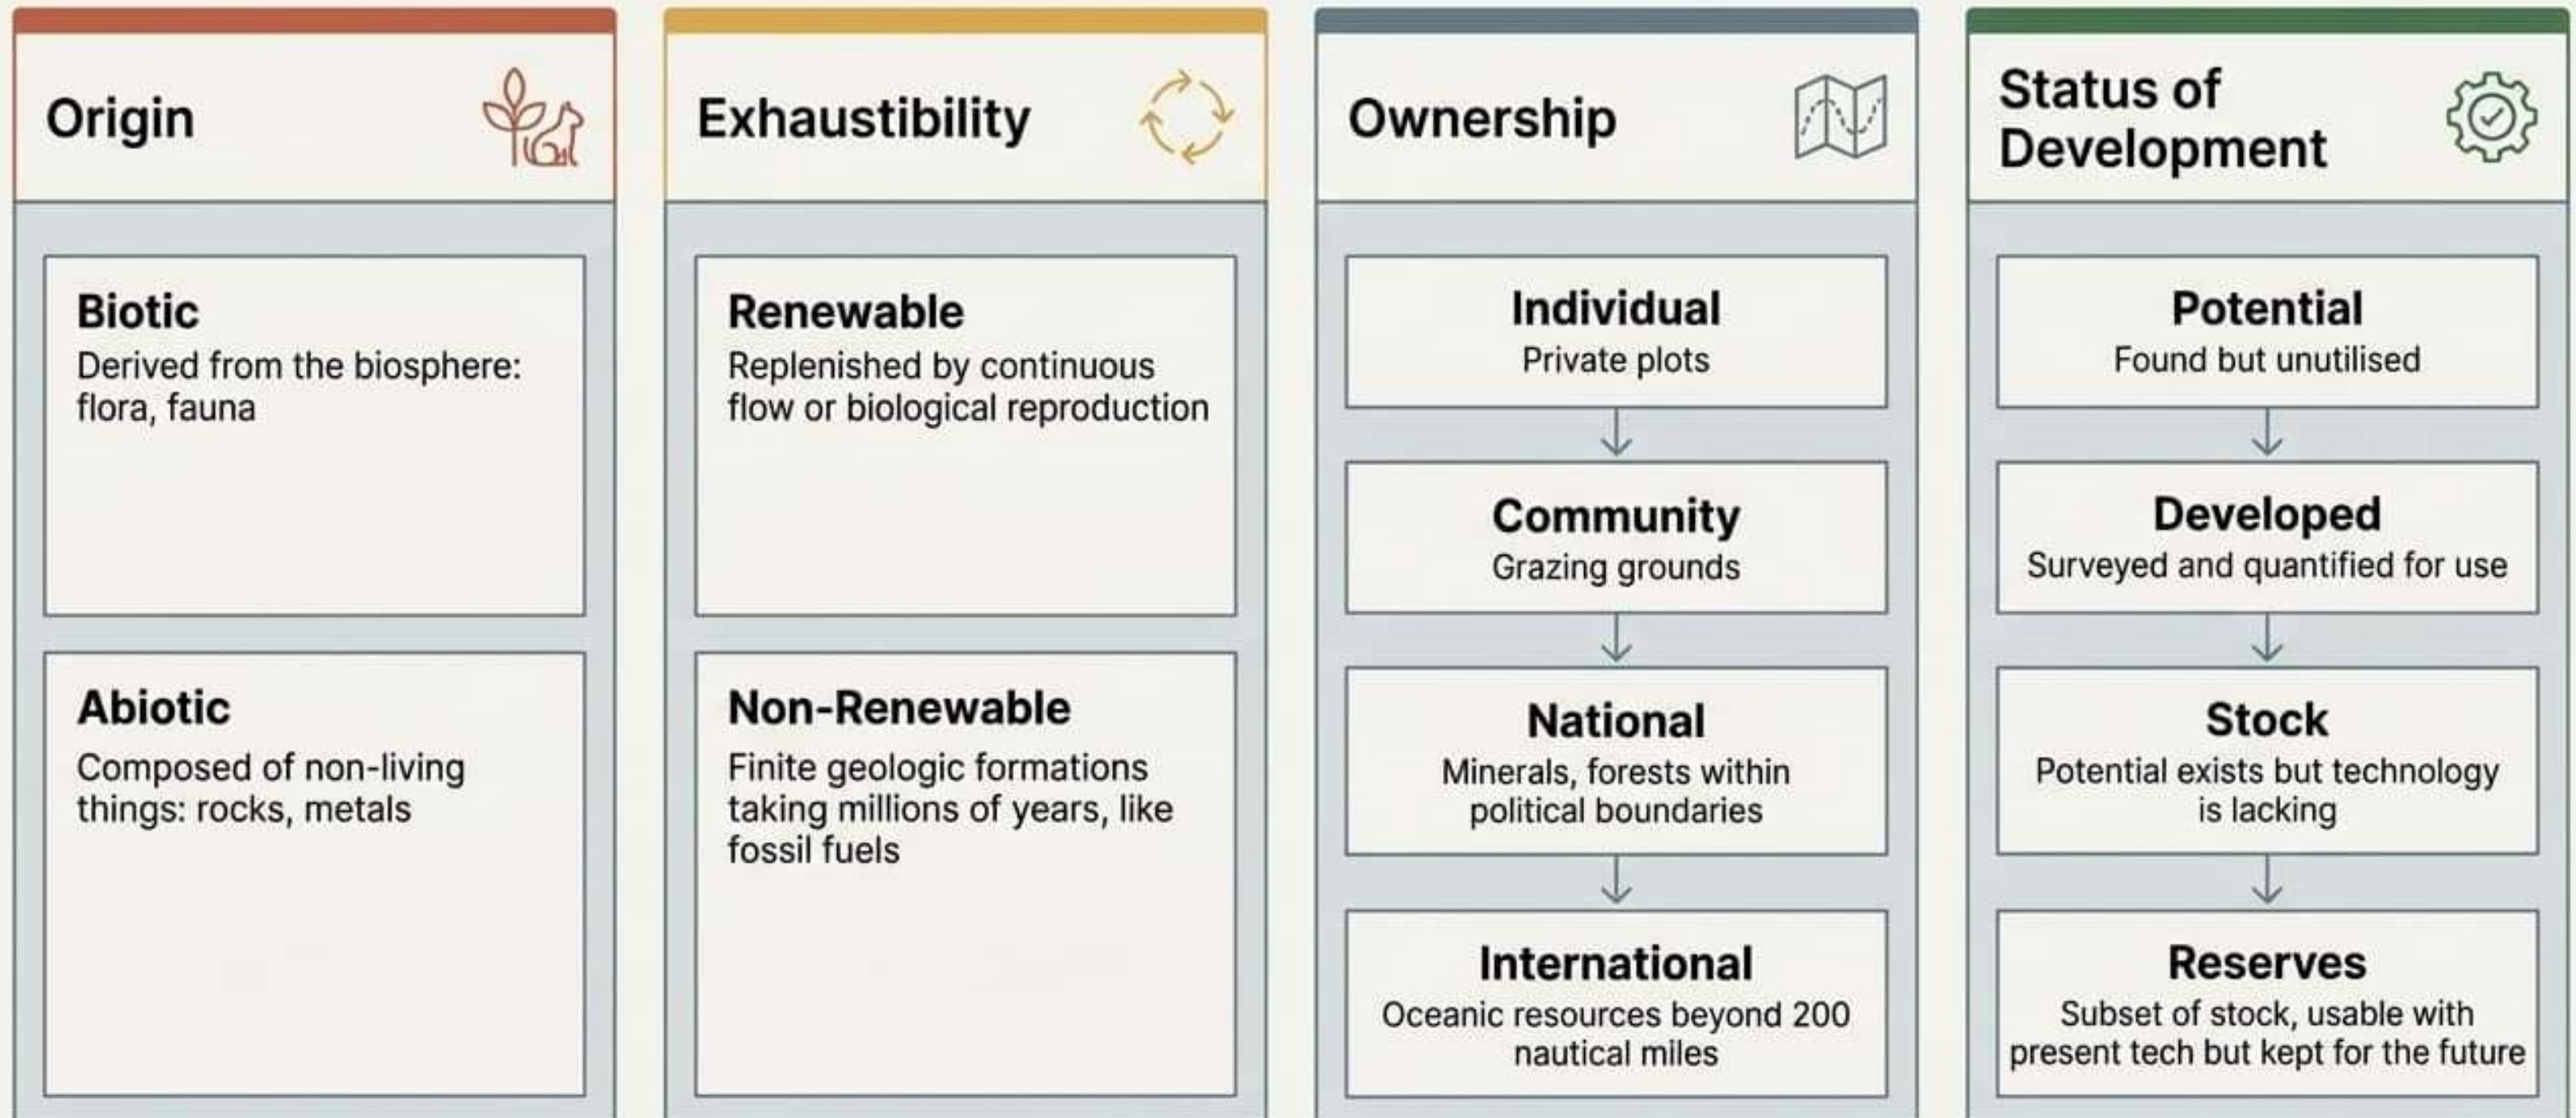 Origin
Biotic
Derived from the biosphere:
flora, fauna
Abiotic
Composed of non-living
things: rocks, metals
Exhaustibility
Renewable
Replenished by continuous
flow or biological reproduction
Non-Renewable
Finite geologic formations
taking millions of years, like
fossil fuels
Ownership
Individual
Private plots
Community
Grazing grounds
National
Minerals, forests within
political boundaries
International
Oceanic resources beyond 200
nautical miles
Status of
Development
Potential
Found but unutilised
Developed
Surveyed and quantified for use
Stock
Potential exists but technology
is lacking
Reserves
Subset of stock, usable with
present tech but kept for the future